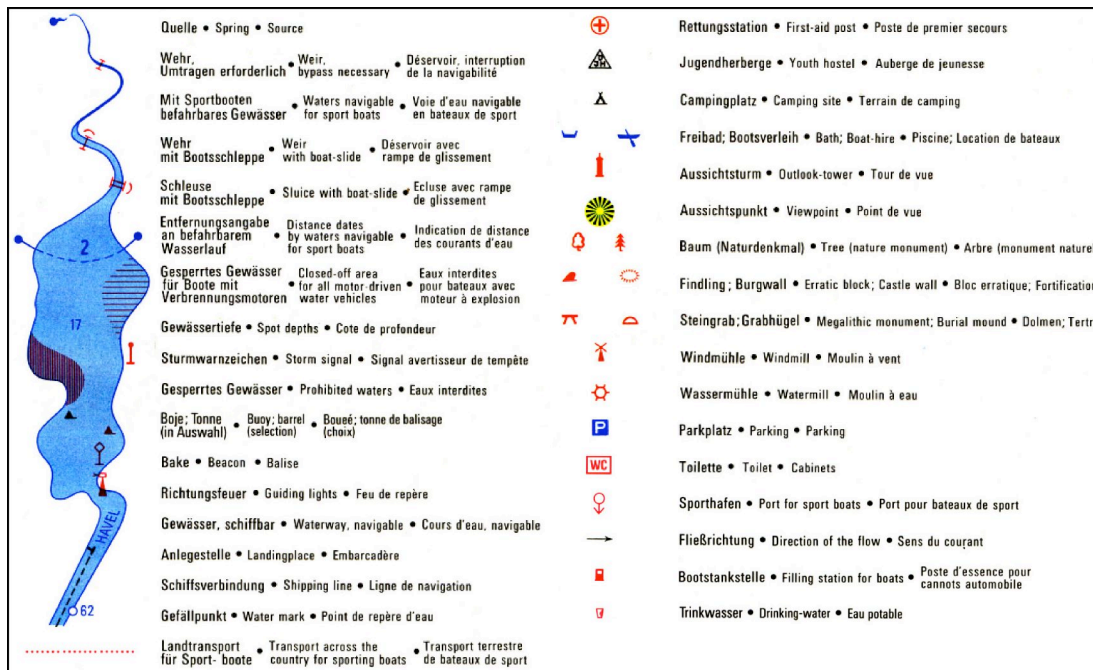 Quelle • Spring • Source
Wehr, • Weir, • Déservoir, interruption
Umtragen erforderlich bypass necessary de la navigabilité
Mit Sportbooten • Waters navigable • Voie d'eau navigable
befahrbares Gewässer for sport boats en bateaux de sport
Wehr • Weir • Déservoir avec
mit Bootsschleppe with boat-slide rampe de glissement
Schleuse • Sluice with boat-slide • Ecluse avec rampe
mit Bootsschleppe de glissement
Entfernungsangabe • Distance dates • Indication de distance
an befahrbarem by waters navigable des courants d'eau
Wasserlauf for sport boats
2
Gesperrtes Gewässer • Closed-off area • Eaux interdites
für Boote mit for all motor-driven pour bateaux avec
Verbrennungsmotoren water vehicles moteur à explosion
17
Gewässertiefe • Spot depths • Cote de profondeur
Sturmwarnzeichen • Storm signal • Signal avertisseur de tempête
Gesperrtes Gewässer • Prohibited waters • Eaux interdites
Boje; Tonne • Buoy; barrel • Boueé; tonne de balisage
(in Auswahl) (selection) (choix)
Bake • Beacon • Balise
Richtungsfeuer • Guiding lights • Feu de repère
HAVEL
Gewässer, schiffbar • Waterway, navigable • Cours d'eau, navigable
Anlegestelle • Landingplace • Embarcadère
Schiffsverbindung • Shipping line • Ligne de navigation
62
Gefällpunkt • Water mark • Point de repère d'eau
Landtransport • Transport across the • Transport terrestre
für Sport- boote country for sporting boats de bateaux de sport
Rettungsstation • First-aid post • Poste de premier secours
Jugendherberge • Youth hostel • Auberge de jeunesse
Campingplatz • Camping site • Terrain de camping
Freibad; Bootsverleih • Bath; Boat-hire • Piscine; Location de bateaux
Aussichtsturm • Outlook-tower • Tour de vue
Aussichtspunkt • Viewpoint • Point de vue
Baum (Naturdenkmal) • Tree (nature monument) • Arbre (monument nature
Findling; Burgwall • Erratic block; Castle wall • Bloc erratique; Fortification
Steingrab; Grabhügel • Megalithic monument; Burial mound • Dolmen; Tertr
Windmühle • Windmill • Moulin à vent
Wassermühle • Watermill • Moulin à eau
P
Parkplatz • Parking • Parking
WC
Toilette • Toilet • Cabinets
Sporthafen • Port for sport boats • Port pour bateaux de sport
Fließrichtung • Direction of the flow • Sens du courant
Bootstankstelle • Filling station for boats • Poste d'essence pour
cannots automobile
Trinkwasser • Drinking-water • Eau potable